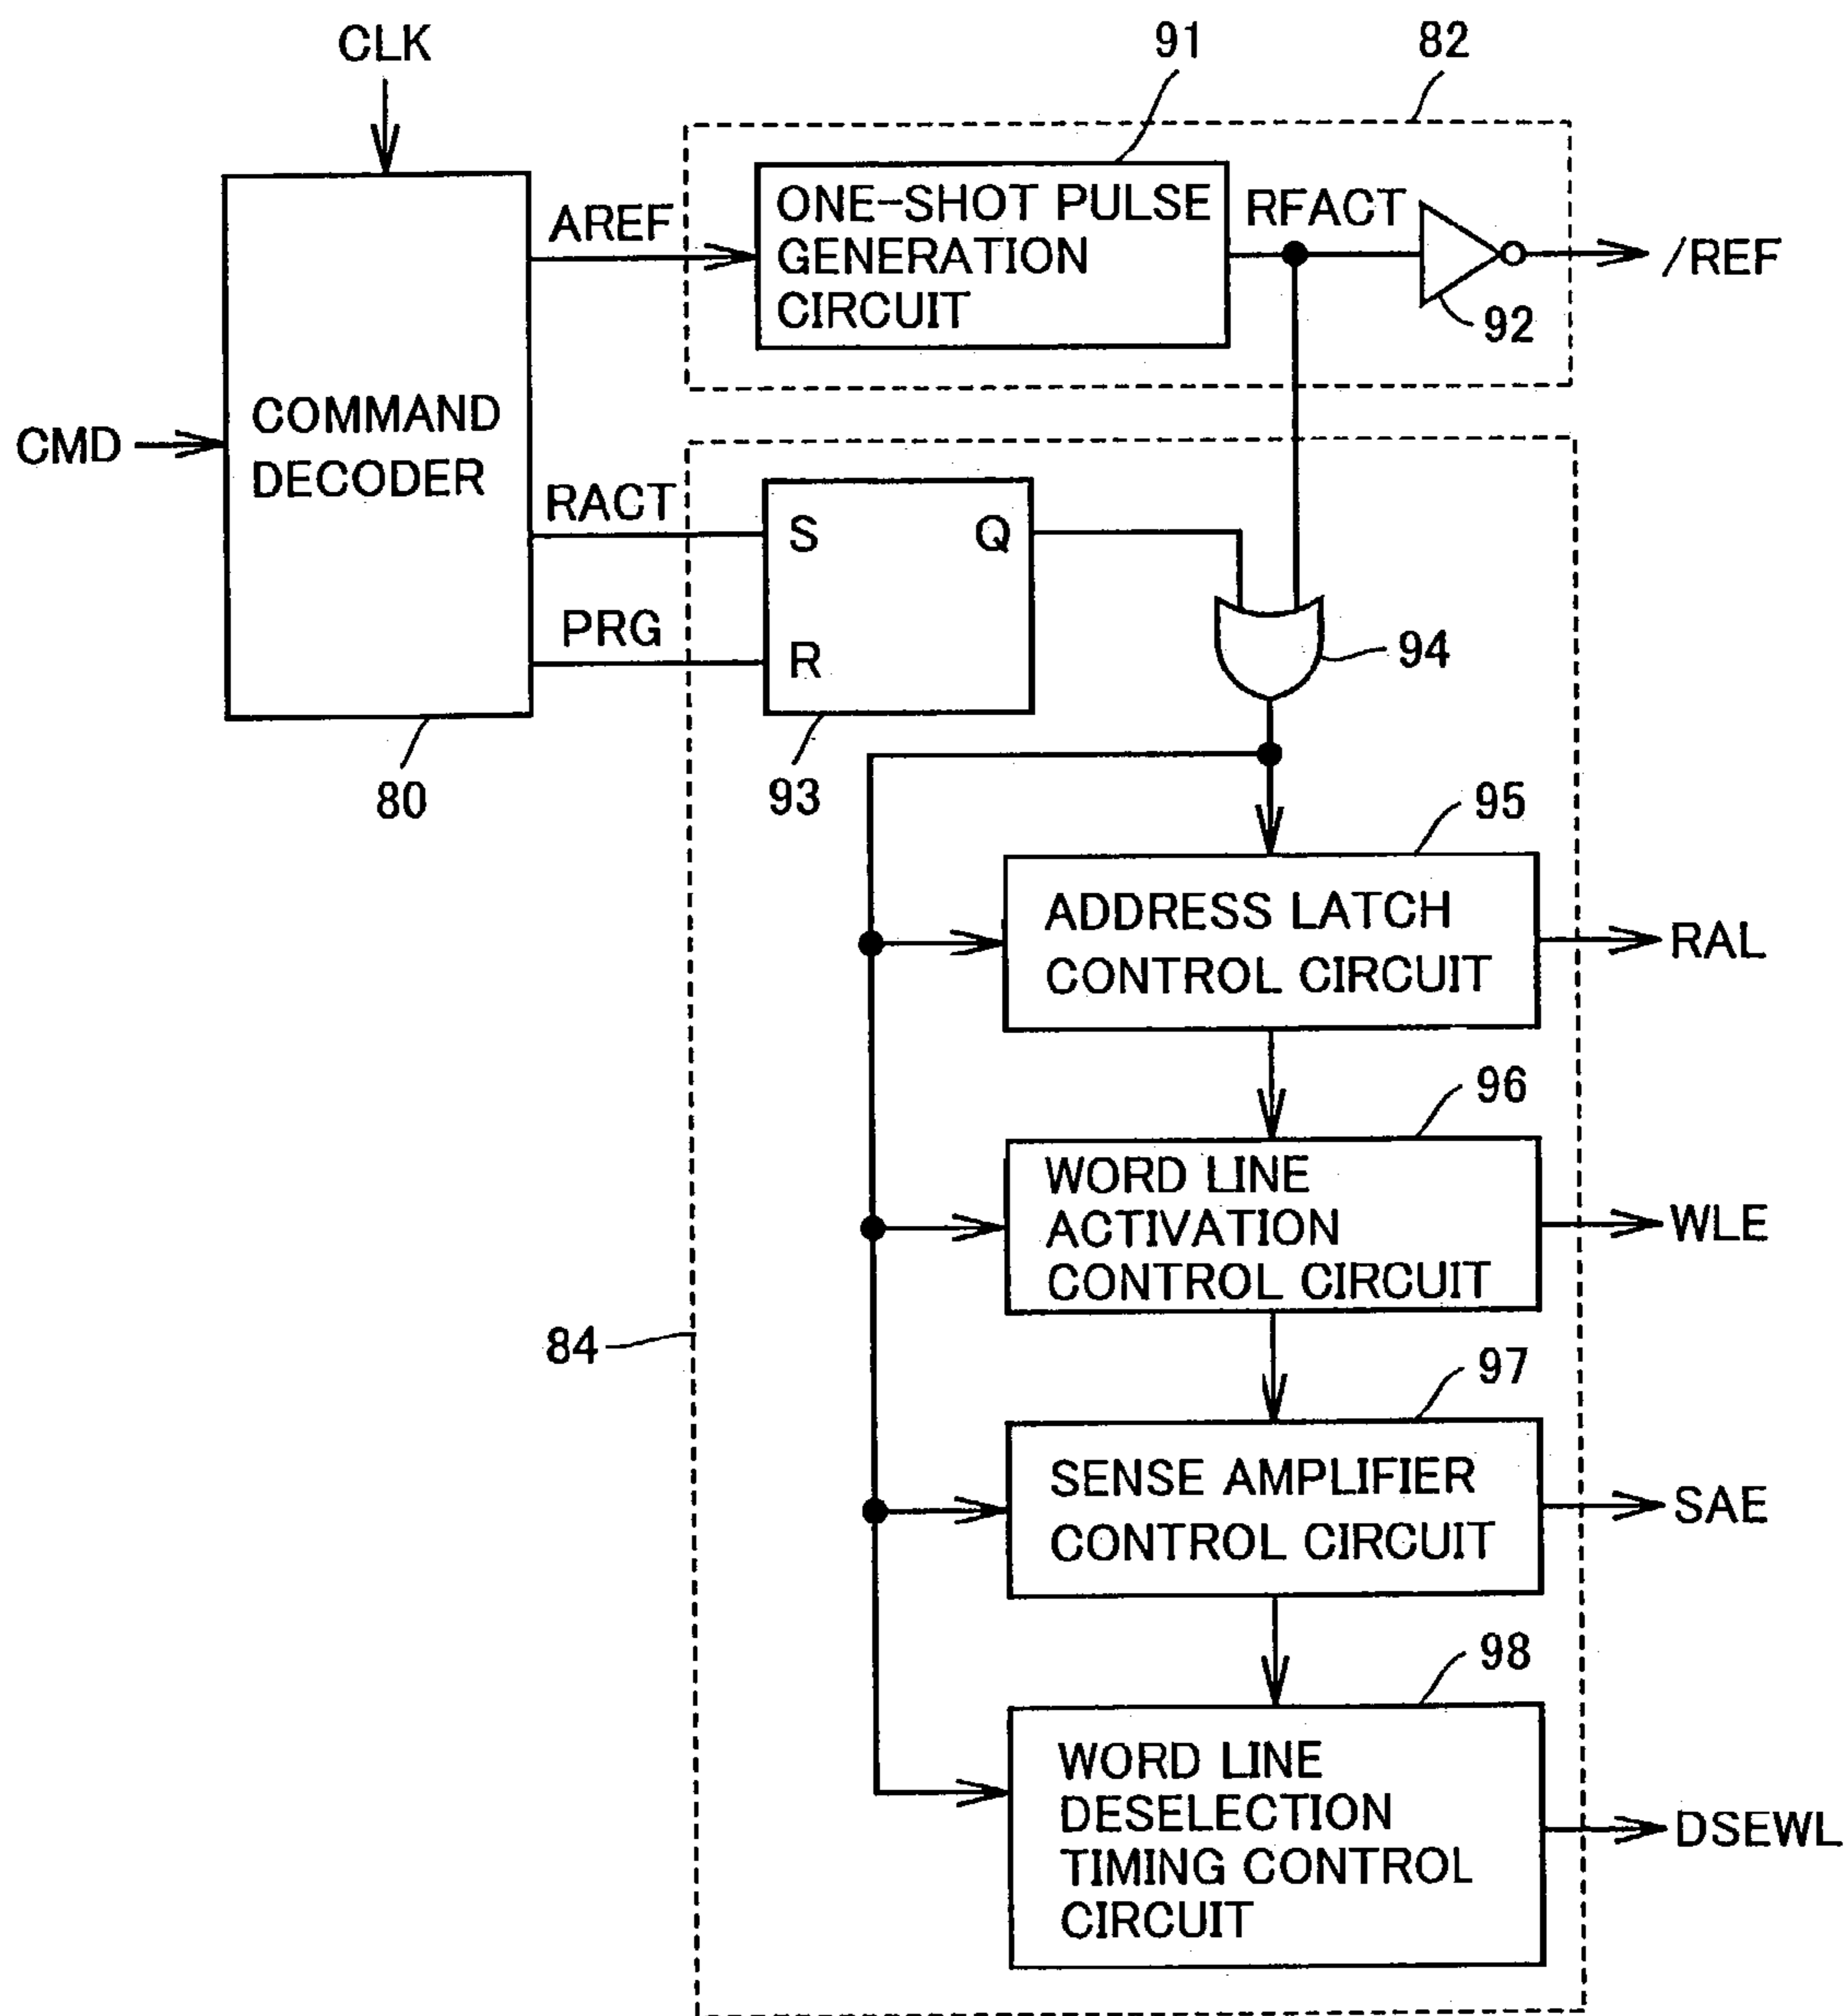 CLK
91
82
AREF
ONE-SHOT PULSE
GENERATION
CIRCUIT
RFACT
/REF
92
CMD
COMMAND
DECODER
RACT
S
Q
PRG
R
94
80
93
95
ADDRESS LATCH
CONTROL CIRCUIT
RAL
96
WORD LINE
ACTIVATION
CONTROL CIRCUIT
WLE
84
97
SENSE AMPLIFIER
CONTROL CIRCUIT
SAE
98
WORD LINE
DESELECTION
TIMING CONTROL
CIRCUIT
DSEWL